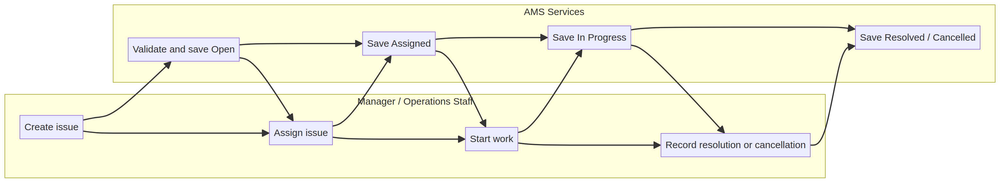 AMS Services
Validate and save Open
Save Assigned
Save In Progress
Save Resolved / Cancelled
Manager / Operations Staff
Create issue
Assign issue
Start work
Record resolution or cancellation